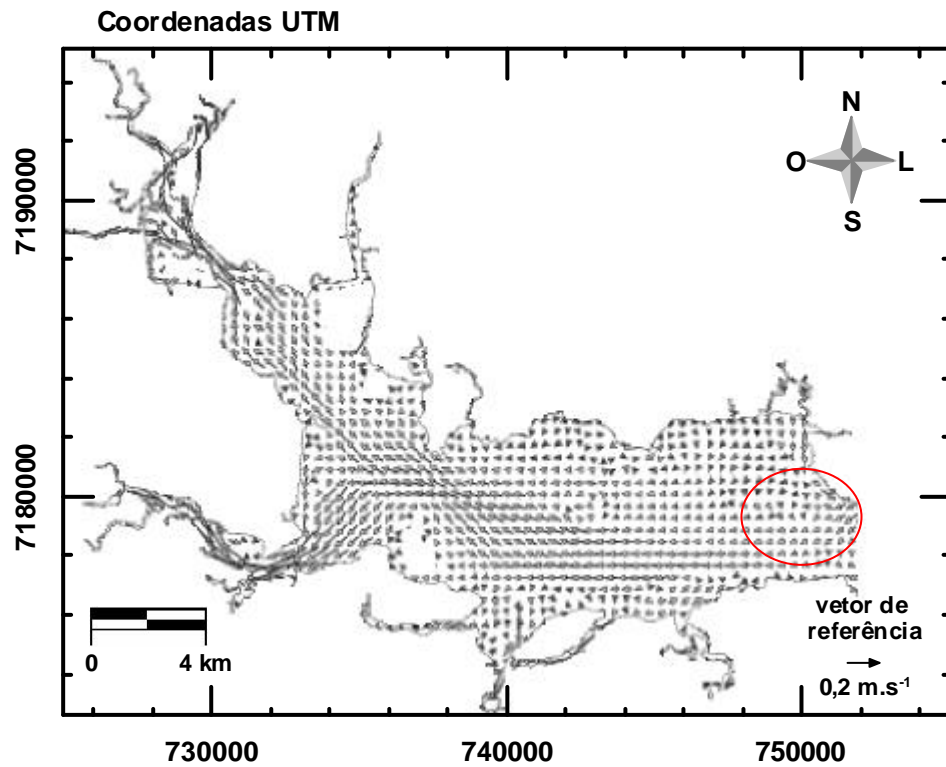 Coordenadas UTM
N
O
L
S
7190000
7180000
0
4 km
vetor de
referência
0,2 m.s⁻¹
730000
740000
750000